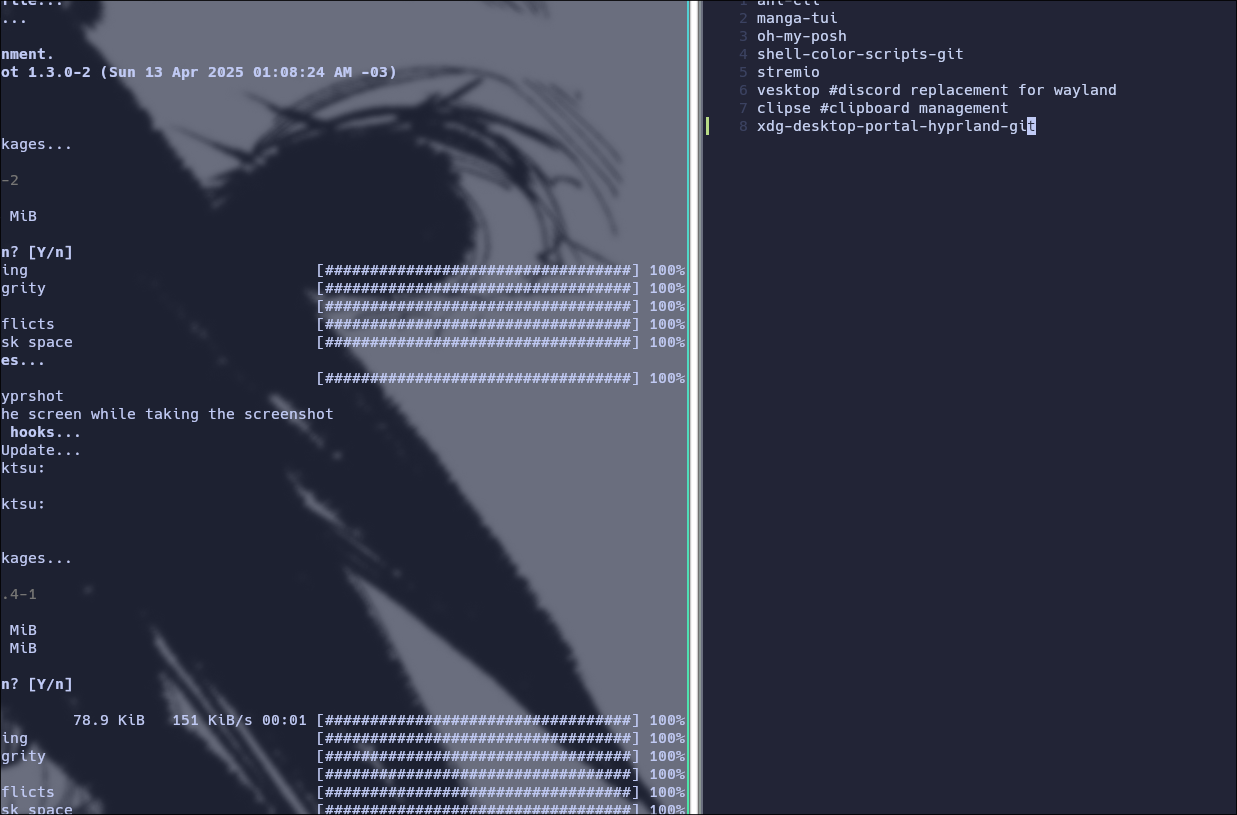 ...
nment.
ot 1.3.0-2 (Sun 13 Apr 2025 01:08:24 AM -03)
kages...
-2
MiB
n? [Y/n]
ing [##################################] 100%
grity [##################################] 100%
[##################################] 100%
flicts [##################################] 100%
sk space [##################################] 100%
es...
[##################################] 100%
yprshot
he screen while taking the screenshot
hooks...
Update...
ktsu:
ktsu:
kages...
.4-1
MiB
MiB
n? [Y/n]
78.9 KiB 151 KiB/s 00:01 [##################################] 100%
ing [##################################] 100%
grity [##################################] 100%
[##################################] 100%
flicts [##################################] 100%
sk space [##################################] 100%
1 ani-cli
2 manga-tui
3 oh-my-posh
4 shell-color-scripts-git
5 stremio
6 vesktop #discord replacement for wayland
7 clipse #clipboard management
8 xdg-desktop-portal-hyprland-git